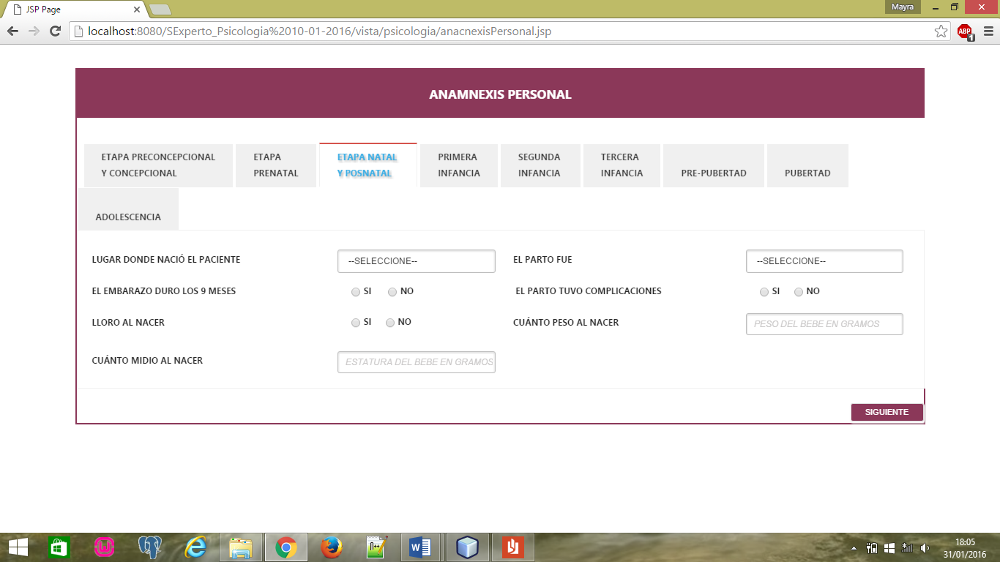 JSP Page
Mayra
localhost:8080/SExperto_Psicologia%2010-01-2016/vista/psicologia/anacnexisPersonal.jsp
ABP
1
ANAMNEXIS PERSONAL
ETAPA PRECONCEPCIONAL
Y CONCEPCIONAL
ETAPA
PRENATAL
ETAPA NATAL
Y POSNATAL
PRIMERA
INFANCIA
SEGUNDA
INFANCIA
TERCERA
INFANCIA
PRE-PUBERTAD
PUBERTAD
ADOLESCENCIA
LUGAR DONDE NACIÓ EL PACIENTE
--SELECCIONE--
EL PARTO FUE
--SELECCIONE--
EL EMBARAZO DURO LOS 9 MESES
SI
NO
EL PARTO TUVO COMPLICACIONES
SI
NO
LLORO AL NACER
SI
NO
CUÁNTO PESO AL NACER
PESO DEL BEBE EN GRAMOS
CUÁNTO MIDIO AL NACER
ESTATURA DEL BEBE EN GRAMOS
SIGUIENTE
18:05
31/01/2016